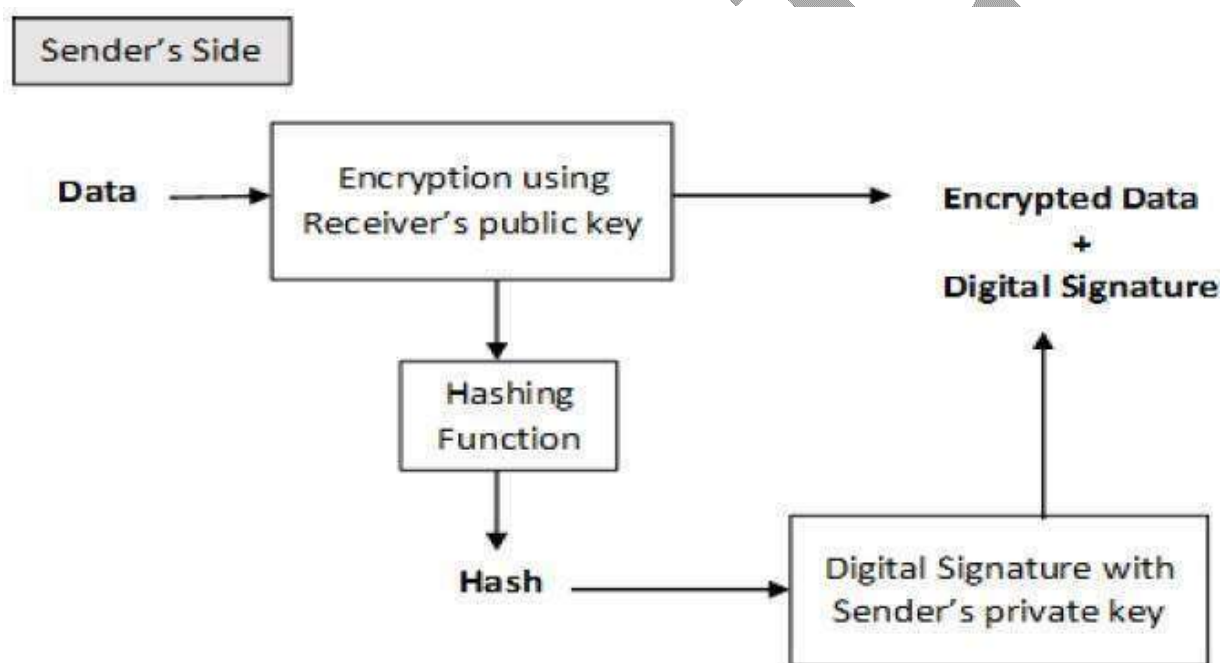 Sender's Side
Data
Encryption using
Receiver's public key
Encrypted Data
+
Digital Signature
Hashing
Function
Hash
Digital Signature with
Sender's private key